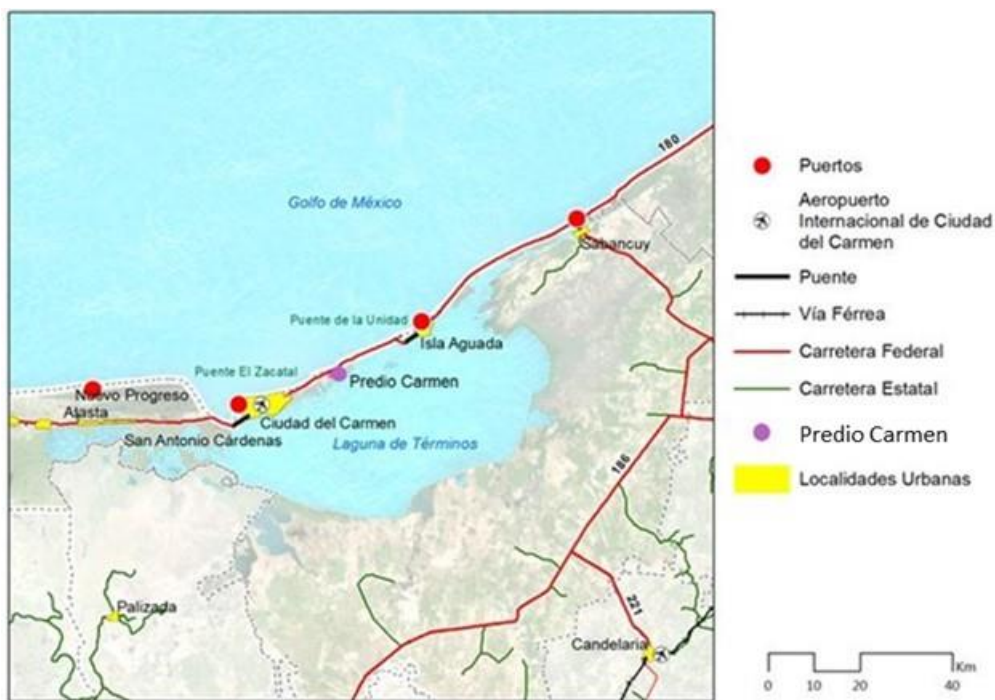 180
Golfo de México
Sabancuy
Puente de la Unidad
Isla Aguada
Puente El Zacatal
Predio Carmen
Nuevo Progreso
Atasta
Ciudad del Carmen
San Antonio Cárdenas
Laguna de Términos
186
221
Palizada
Candelaria
Puertos
Aeropuerto
Internacional de Ciudad
del Carmen
Puente
Vía Férrea
Carretera Federal
Carretera Estatal
Predio Carmen
Localidades Urbanas
Km
0 10 20 40